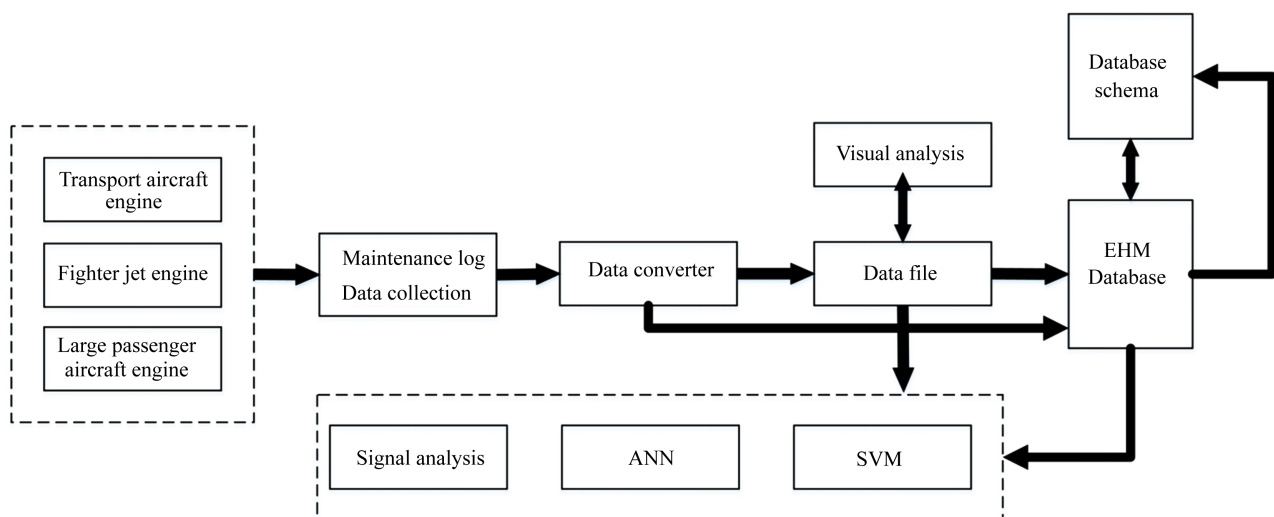 Transport aircraft
engine
Fighter jet engine
Large passenger
aircraft engine
Maintenance log
Data collection
Data converter
Visual analysis
Data file
Database
schema
EHM
Database
Signal analysis
ANN
SVM